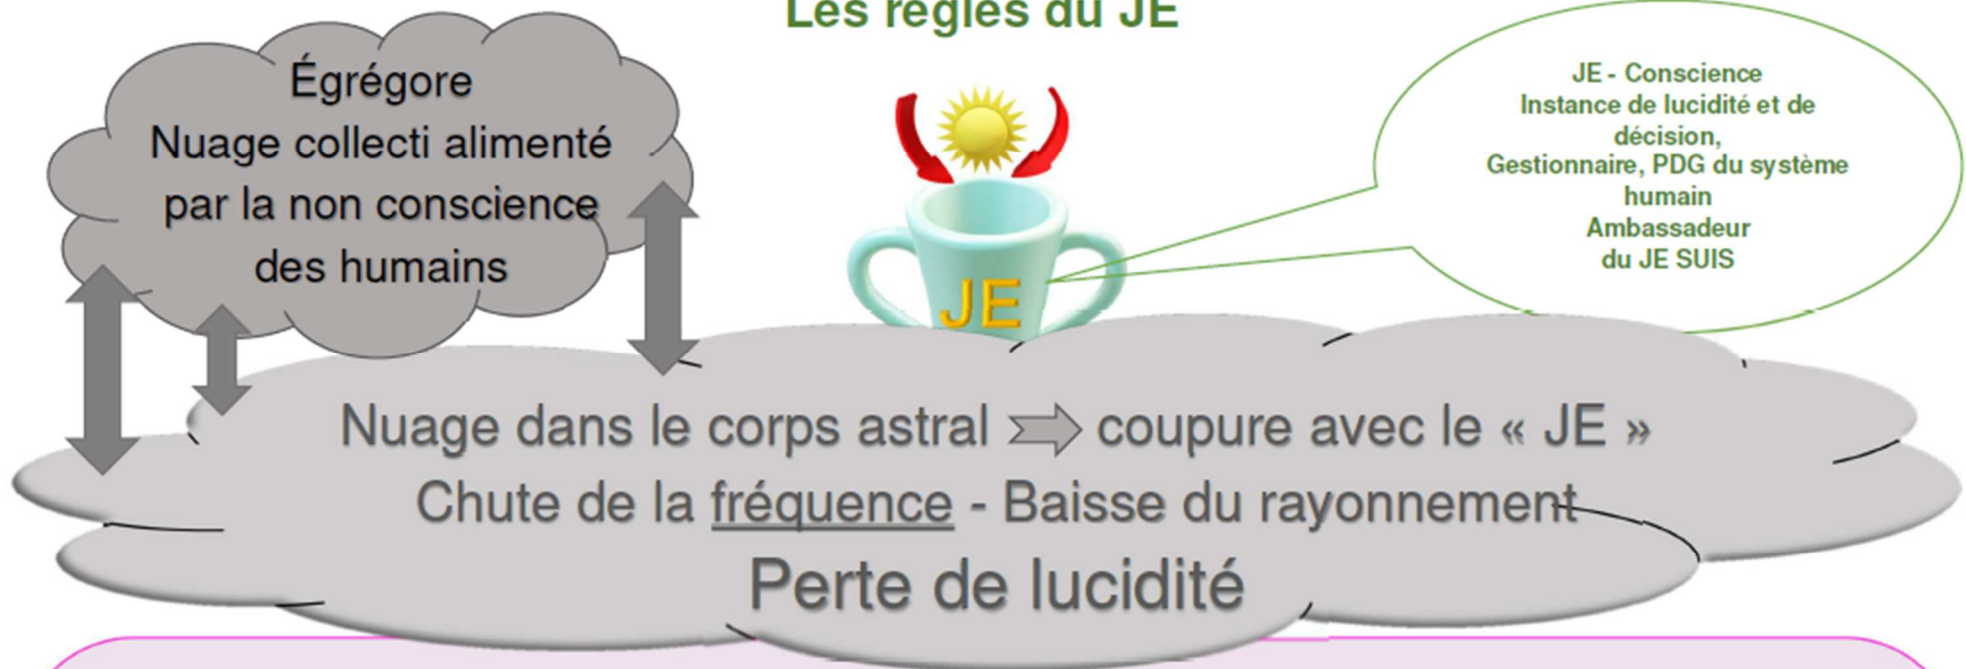 Les règles du JE
Égrégore
Nuage collecti alimenté
par la non conscience
des humains
JE - Conscience
Instance de lucidité et de
décision,
Gestionnaire, PDG du système
humain
Ambassadeur
du JE SUIS
JE
Nuage dans le corps astral coupure avec le « JE »
Chute de la fréquence - Baisse du rayonnement
Perte de lucidité